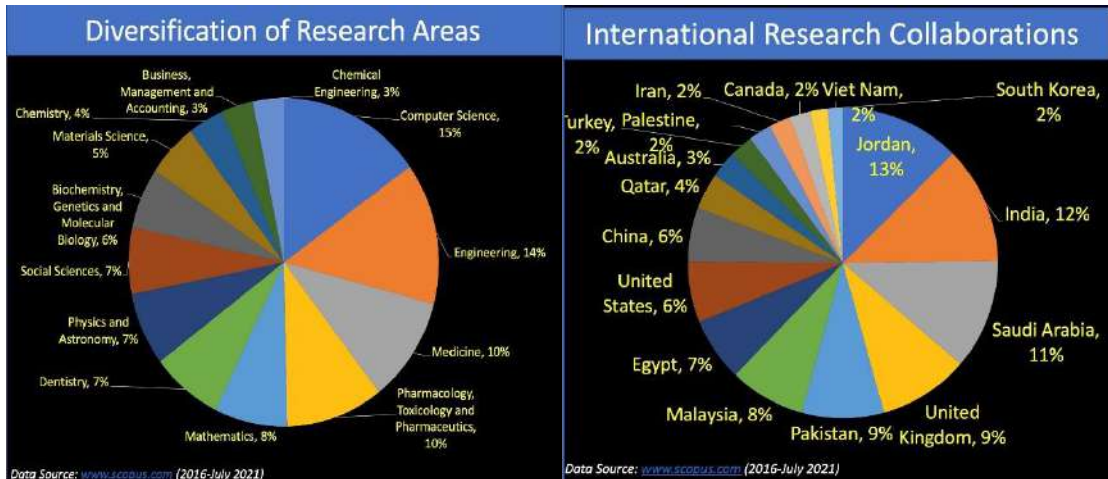 Diversification of Research Areas
Business,
Management and
Accounting, 3%
Chemical
Engineering, 3%
Chemistry, 4%
Computer Science,
15%
Materials Science,
5%
Biochemistry,
Genetics and
Molecular
Biology, 6%
Engineering, 14%
Social Sciences, 7%
Physics and
Astronomy, 7%
Medicine, 10%
Dentistry, 7%
Pharmacology,
Toxicology and
Pharmaceutics,
10%
Mathematics, 8%
Data Source: www.scopus.com (2016-July 2021)
International Research Collaborations
Iran, 2%
Canada, 2%
Viet Nam,
2%
South Korea,
2%
Turkey,
2%
Palestine,
2%
Jordan,
13%
Australia, 3%
Qatar, 4%
India, 12%
China, 6%
United
States, 6%
Saudi Arabia,
11%
Egypt, 7%
Malaysia, 8%
Pakistan, 9%
United
Kingdom, 9%
Data Source: www.scopus.com (2016-July 2021)